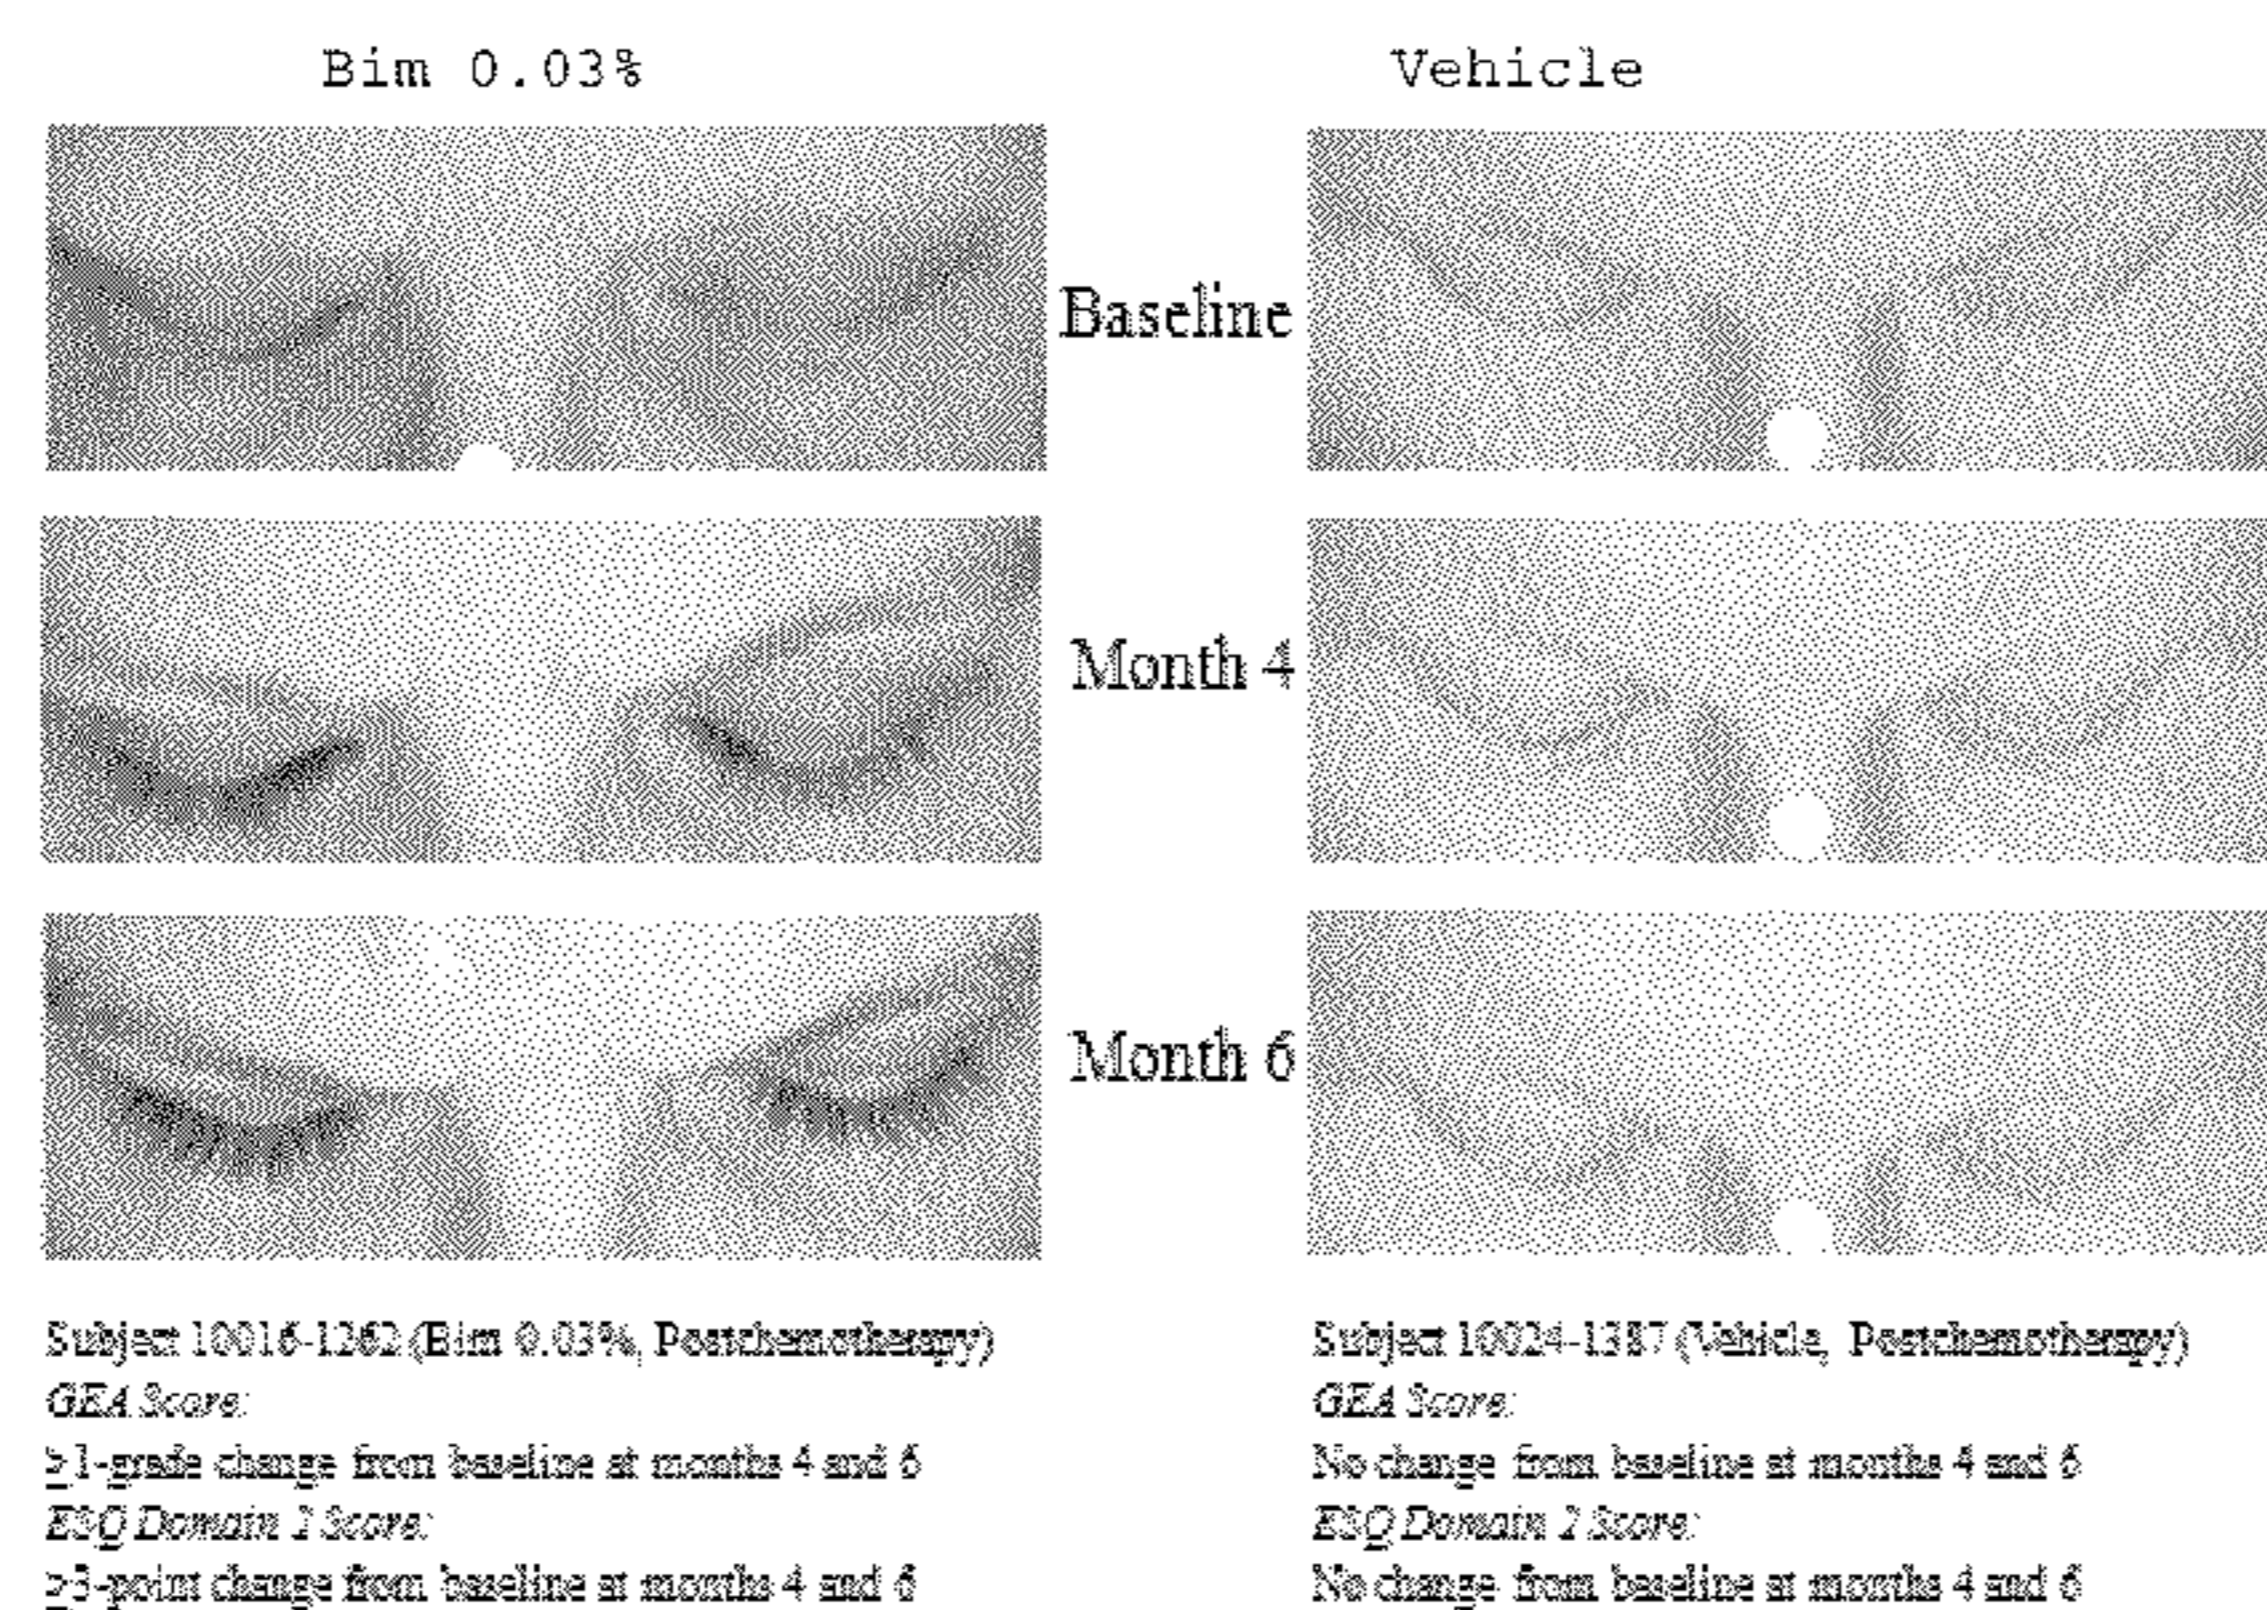 Bim 0.03%
Vehicle
Baseline
Month 4
Month 6
Subject 10016-1262 (Bim 0.03%, Postchemotherapy)
GEA Score:
≥1-grade change from baseline at months 4 and 6
ESQ Domain 2 Score:
≥3-point change from baseline at months 4 and 6
Subject 10024-1387 (Vehicle, Postchemotherapy)
GEA Score:
No change from baseline at months 4 and 6
ESQ Domain 2 Score:
No change from baseline at months 4 and 6